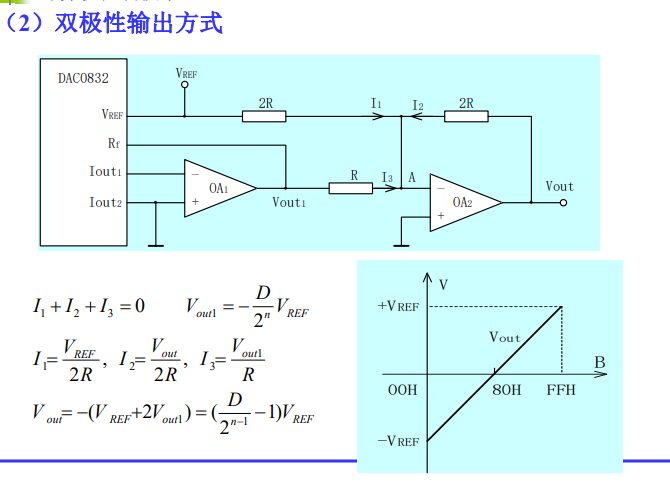 （2）双极性输出方式
DAC0832
VREF
VREF
2R
I1
I2
2R
Rf
Iout1
OA1
R
I3
A
Vout
Iout2
Vout1
OA2
I1 + I2 + I3 = 0
Vout1 = −D/2^n VREF
I1= VREF/2R , I2= Vout/2R , I3= Vout1/R
Vout= −(VREF+2Vout1) = (D/2^(n−1) −1)VREF
V
+VREF
Vout
B
00H
80H
FFH
−VREF